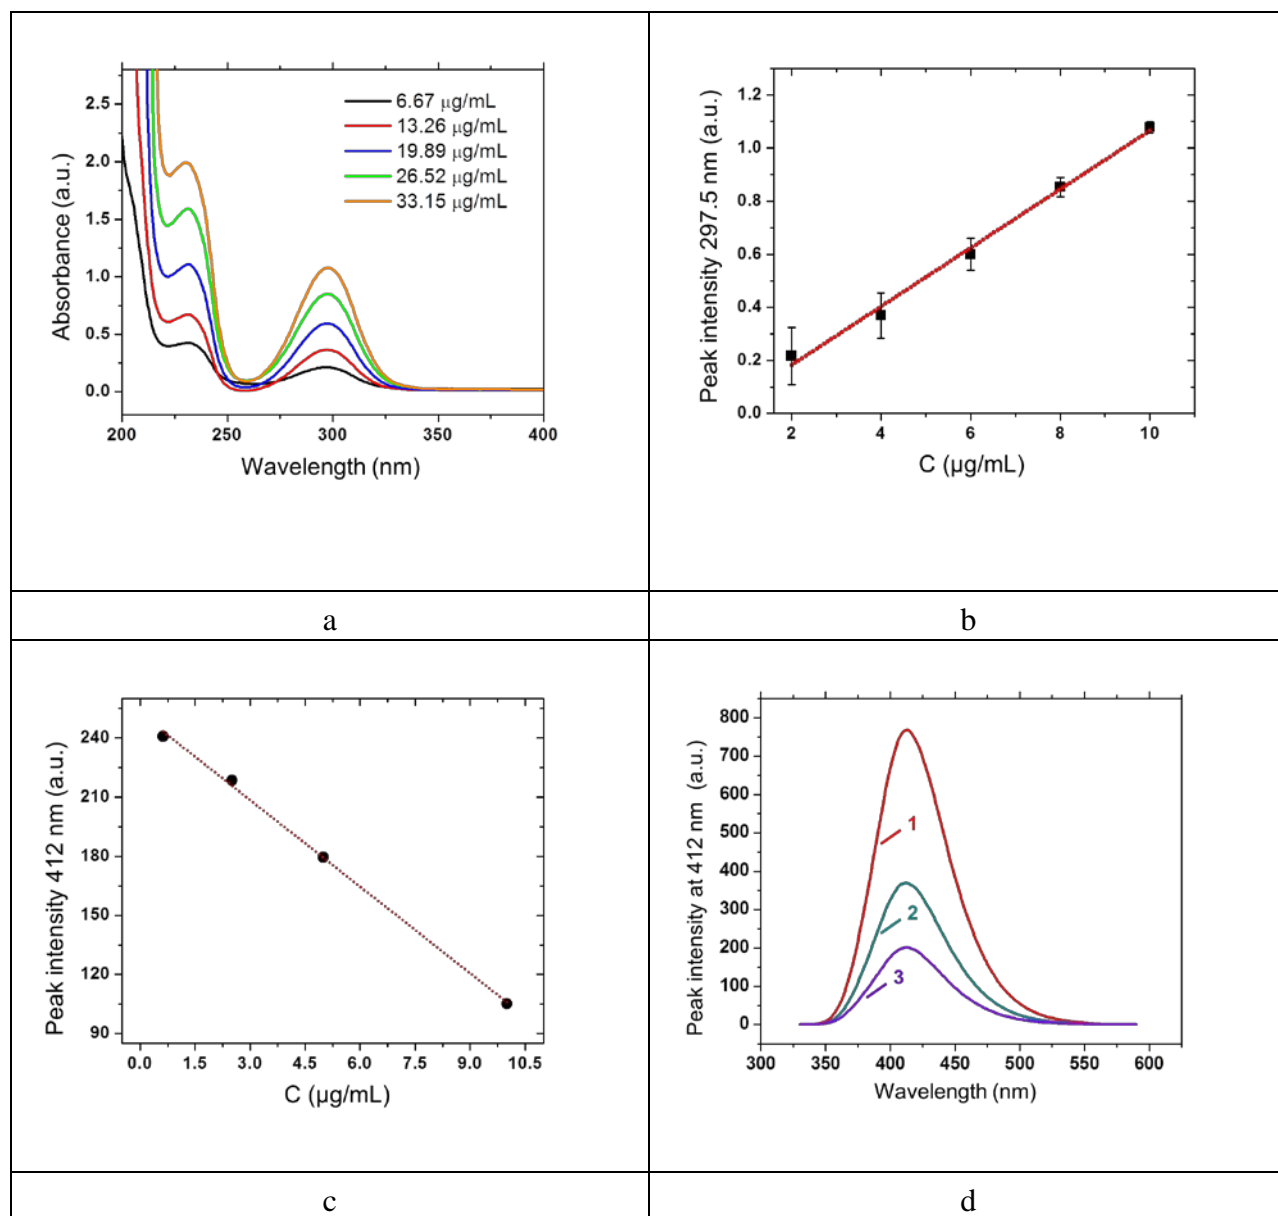 2.5
2.0
1.5
1.0
0.5
0.0
Absorbance (a.u.)
6.67 µg/mL
13.26 µg/mL
19.89 µg/mL
26.52 µg/mL
33.15 µg/mL
200 250 300 350 400
Wavelength (nm)
1.2
1.0
0.8
0.6
0.4
0.2
0.0
Peak intensity 297.5 nm (a.u.)
2 4 6 8 10
C (µg/mL)
a b
240
210
180
150
120
90
Peak intensity 412 nm (a.u.)
0.0 1.5 3.0 4.5 6.0 7.5 9.0 10.5
C (µg/mL)
800
700
600
500
400
300
200
100
0
Peak intensity at 412 nm (a.u.)
1
2
3
300 350 400 450 500 550 600
Wavelength (nm)
c d